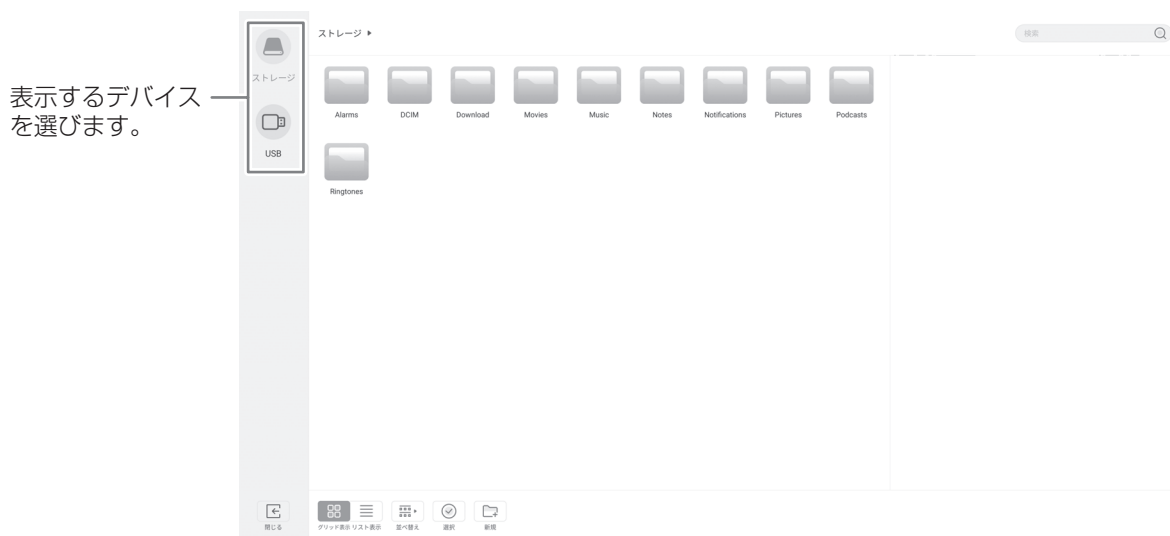 表示するデバイス
を選びます。
ストレージ
USB
閉じる
ストレージ
検索
Alarms DCIM Download Movies Music Notes Notifications Pictures Podcasts
Ringtones
グリッド表示 リスト表示 並べ替え 選択 新規